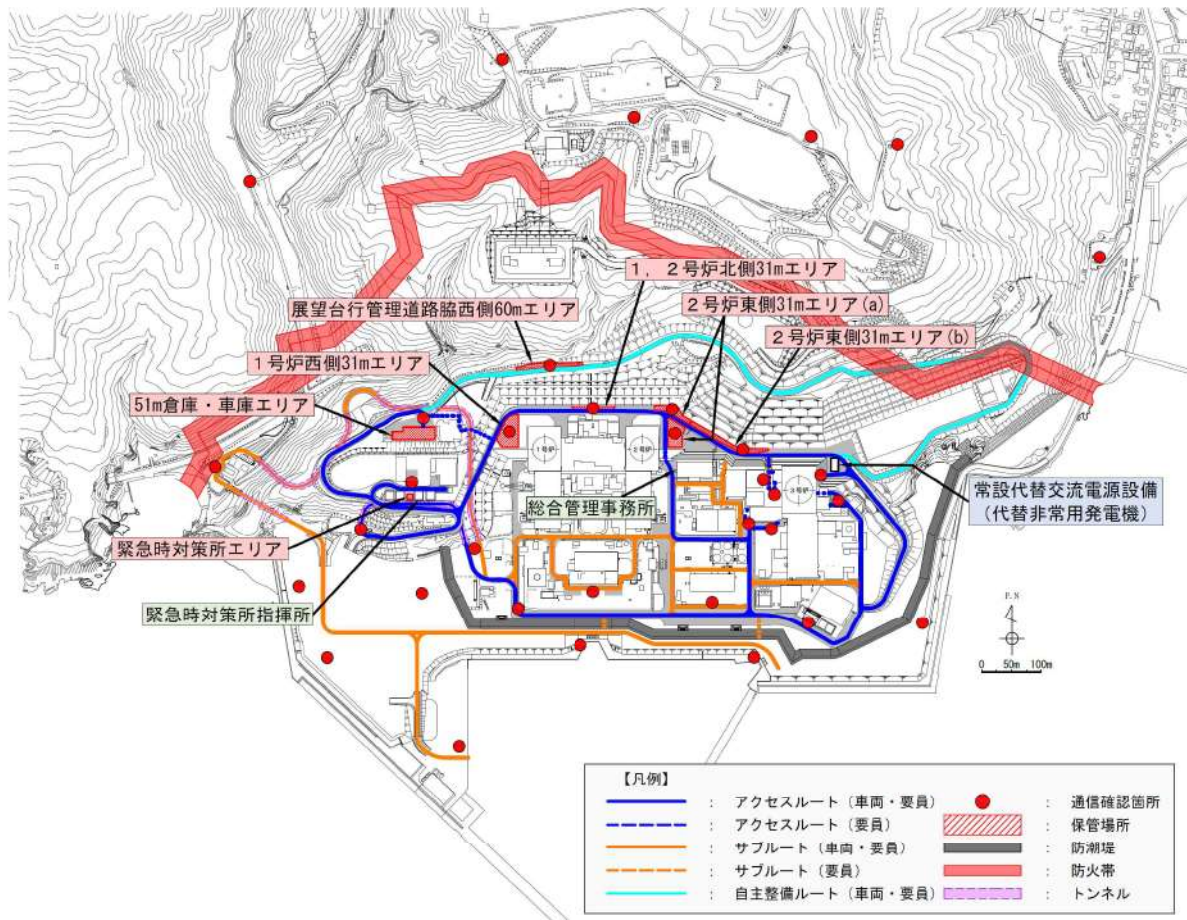 1,2号炉北側31mエリア
展望台行管理道路脇西側60mエリア
2号炉東側31mエリア(a)
1号炉西側31mエリア
2号炉東側31mエリア(b)
51m倉庫・車庫エリア
1号炉
2号炉
3号炉
総合管理事務所
常設代替交流電源設備
(代替非常用発電機)
緊急時対策所エリア
緊急時対策所指揮所
P.N
0 50m 100m
【凡例】
: アクセスルート(車両・要員)
: アクセスルート(要員)
: サブルート(車両・要員)
: サブルート(要員)
: 自主整備ルート(車両・要員)
: 通信確認箇所
: 保管場所
: 防潮堤
: 防火帯
: トンネル